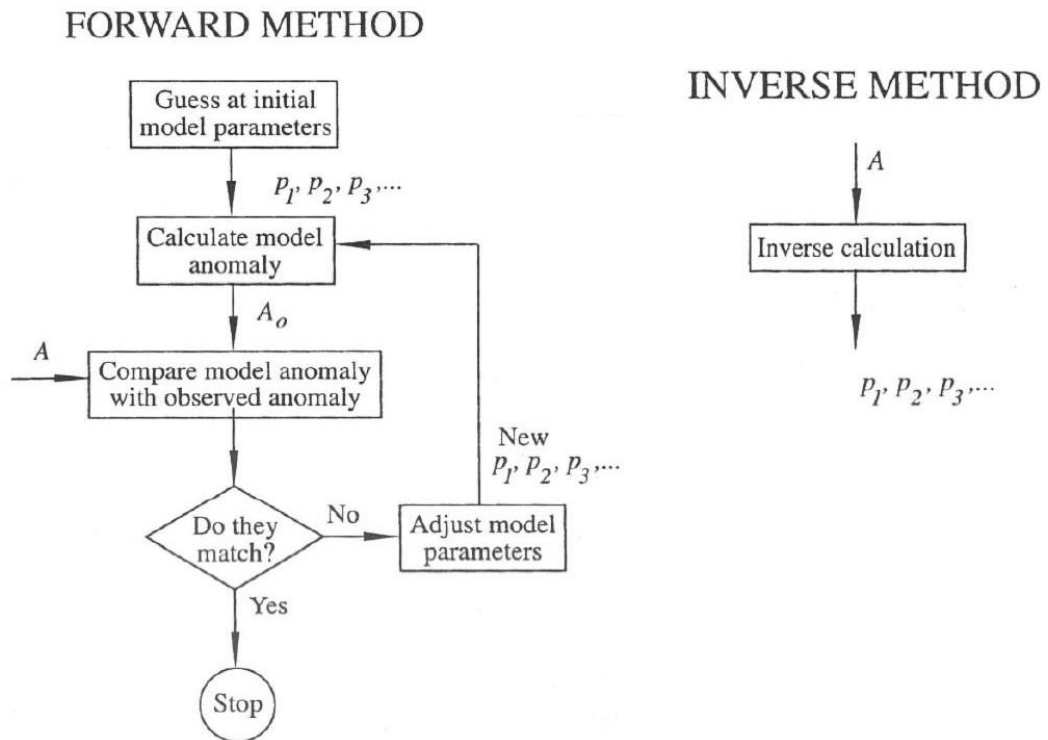 FORWARD METHOD
Guess at initial
model parameters
p₁, p₂, p₃,...
Calculate model
anomaly
Aₒ
A
Compare model anomaly
with observed anomaly
Do they
match?
No
Adjust model
parameters
New
p₁, p₂, p₃,...
Yes
Stop
INVERSE METHOD
A
Inverse calculation
p₁, p₂, p₃,...